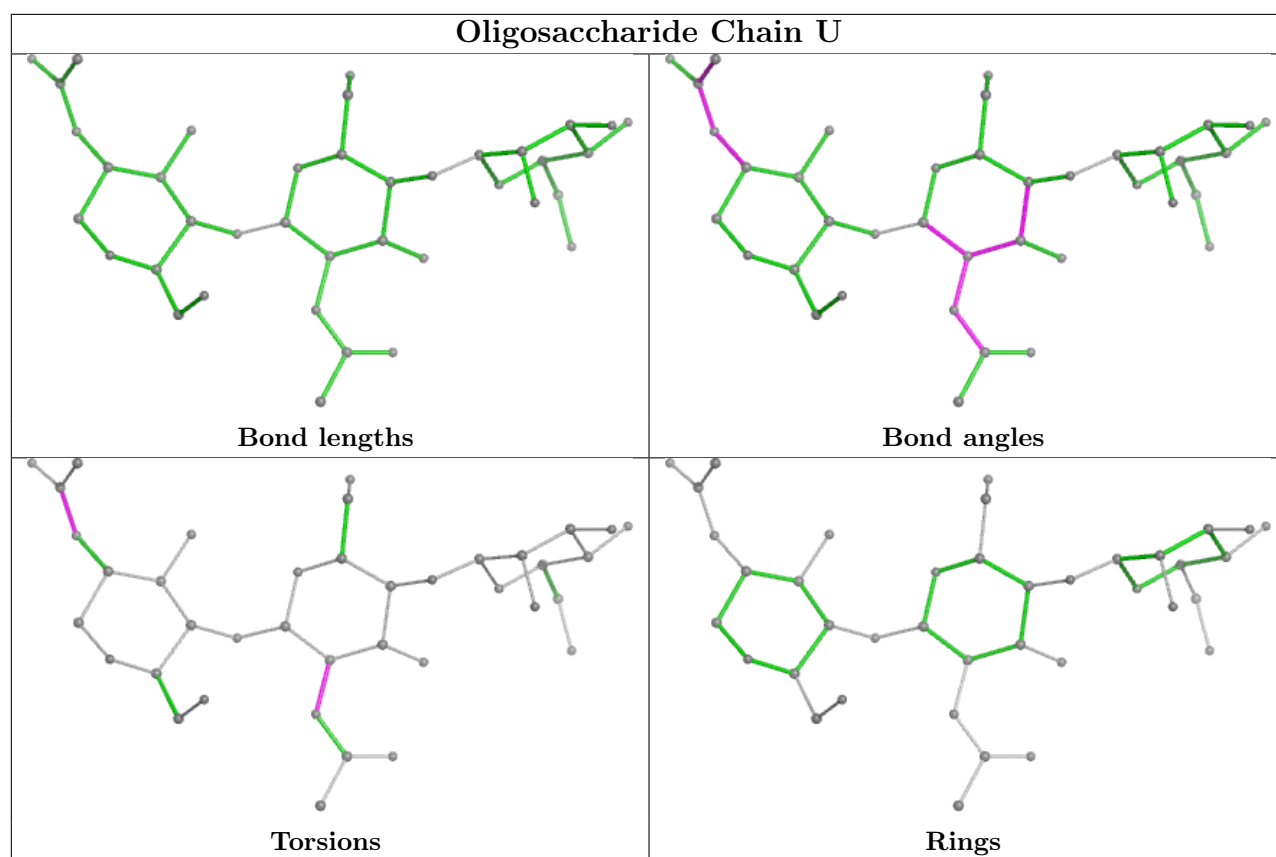 Oligosaccharide Chain U
Bond lengths
Bond angles
Torsions
Rings